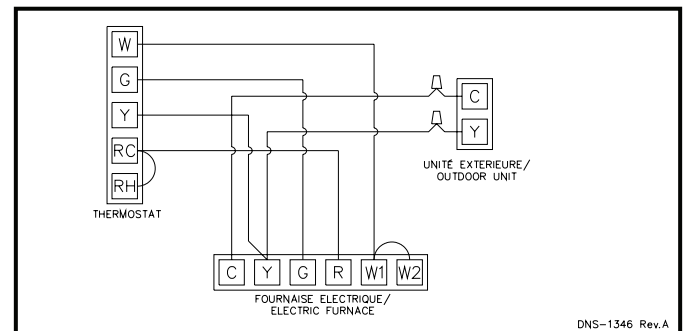 W
G
Y
RC
RH
THERMOSTAT
C
Y
UNITÉ EXTERIEURE/
OUTDOOR UNIT
C Y G R W1 W2
FOURNAISE ELECTRIQUE/
ELECTRIC FURNACE
DNS-1346 Rev.A